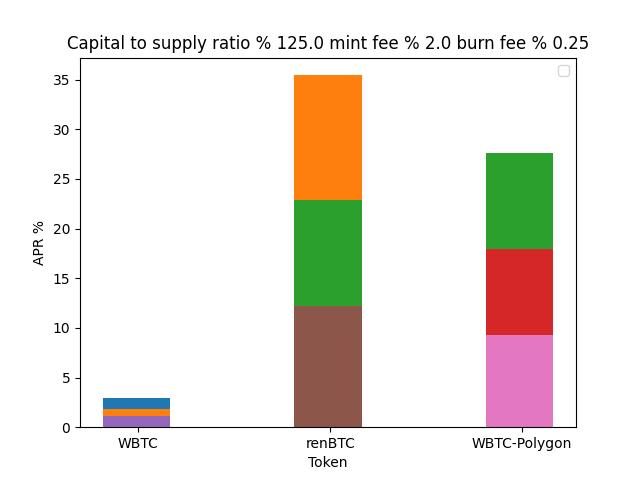 Capital to supply ratio % 125.0 mint fee % 2.0 burn fee % 0.25
35
30
25
20
15
10
5
0
APR %
WBTC renBTC WBTC-Polygon
Token